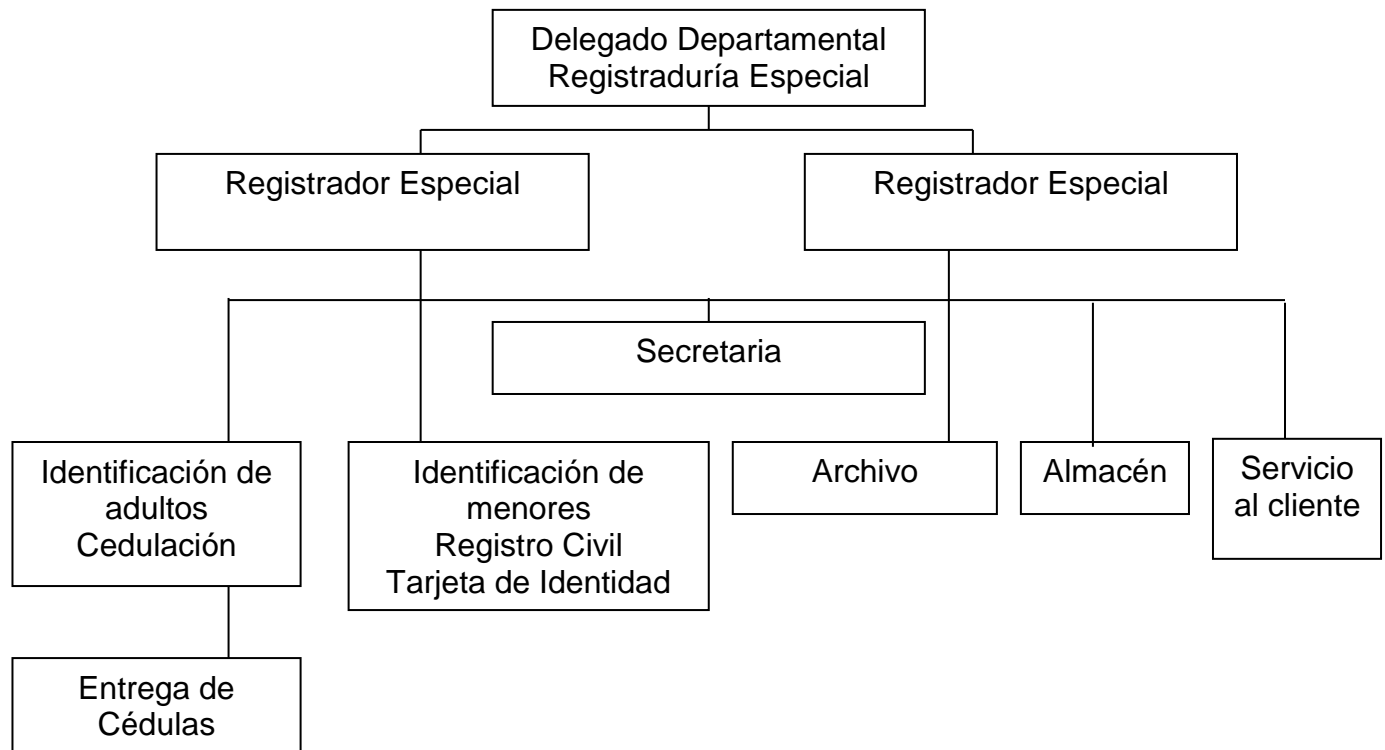 Delegado Departamental
Registraduría Especial
Registrador Especial
Registrador Especial
Secretaria
Identificación de
adultos
Cedulación
Identificación de
menores
Registro Civil
Tarjeta de Identidad
Archivo
Almacén
Servicio
al cliente
Entrega de
Cédulas